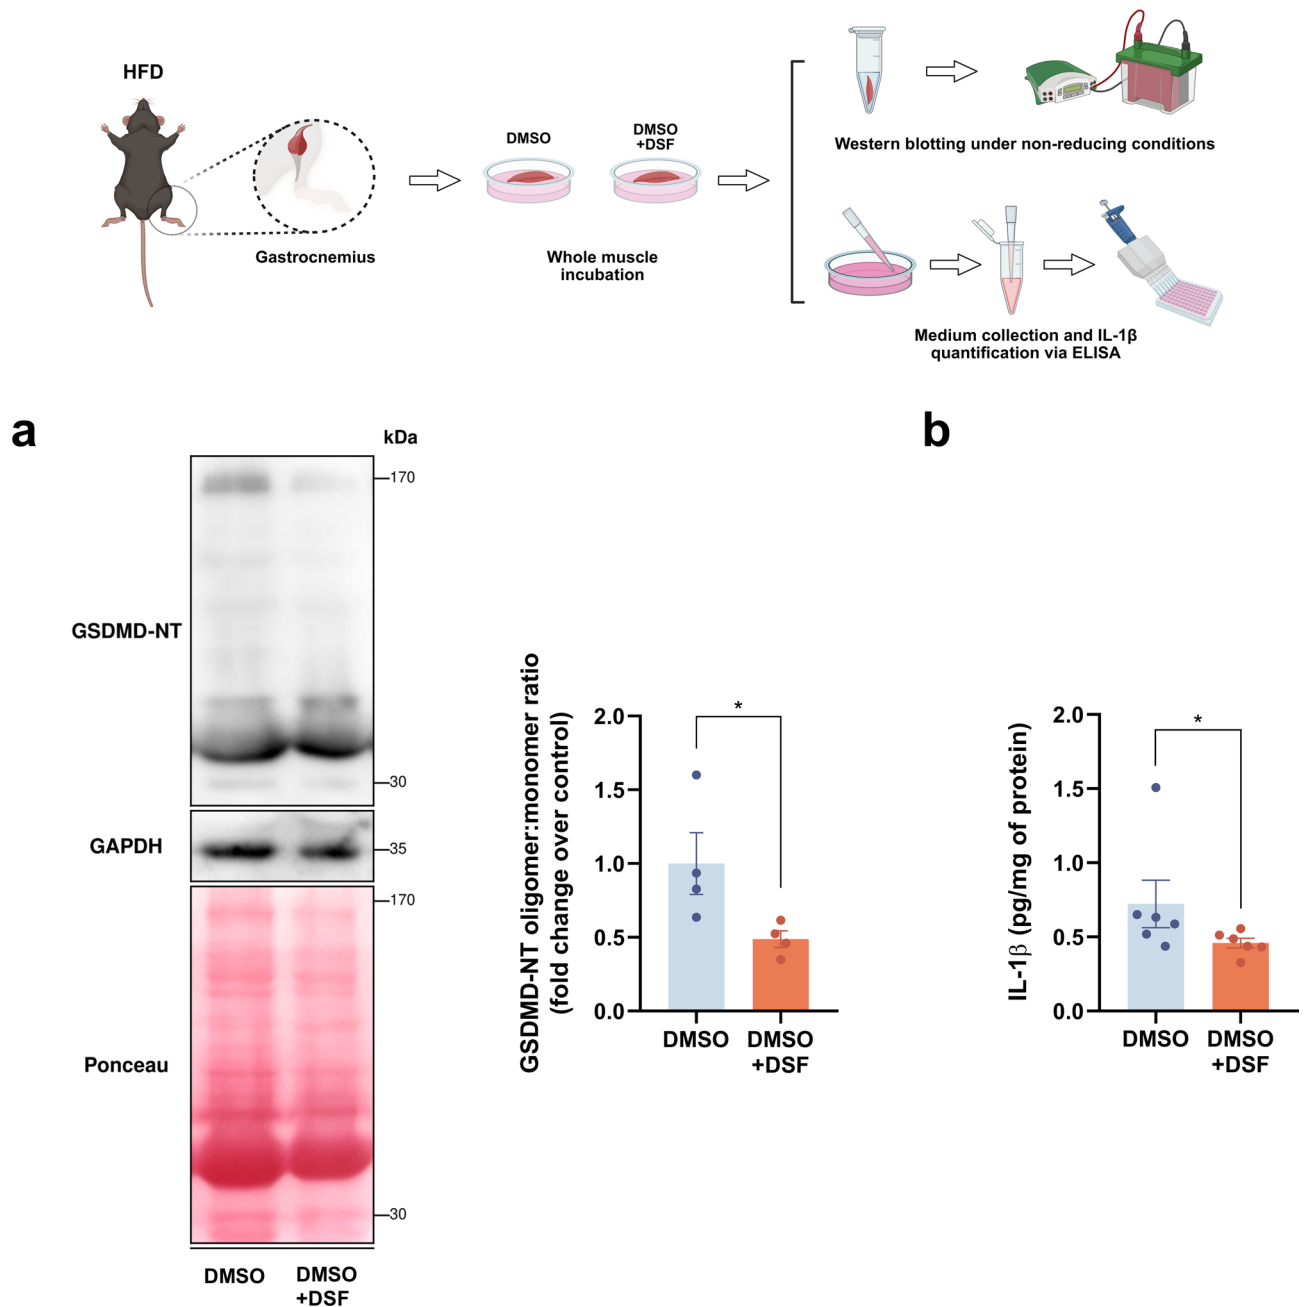 HFD
Gastrocnemius
DMSO
DMSO
+DSF
Whole muscle
incubation
Western blotting under non-reducing conditions
Medium collection and IL-1β
quantification via ELISA
a
kDa
170
GSDMD-NT
30
GAPDH
35
170
Ponceau
30
DMSO
DMSO
+DSF
GSDMD-NT oligomer:monomer ratio
(fold change over control)
2.0
1.5
1.0
0.5
0.0
*
DMSO
DMSO
+DSF
b
IL-1β (pg/mg of protein)
2.0
1.5
1.0
0.5
0.0
*
DMSO
DMSO
+DSF